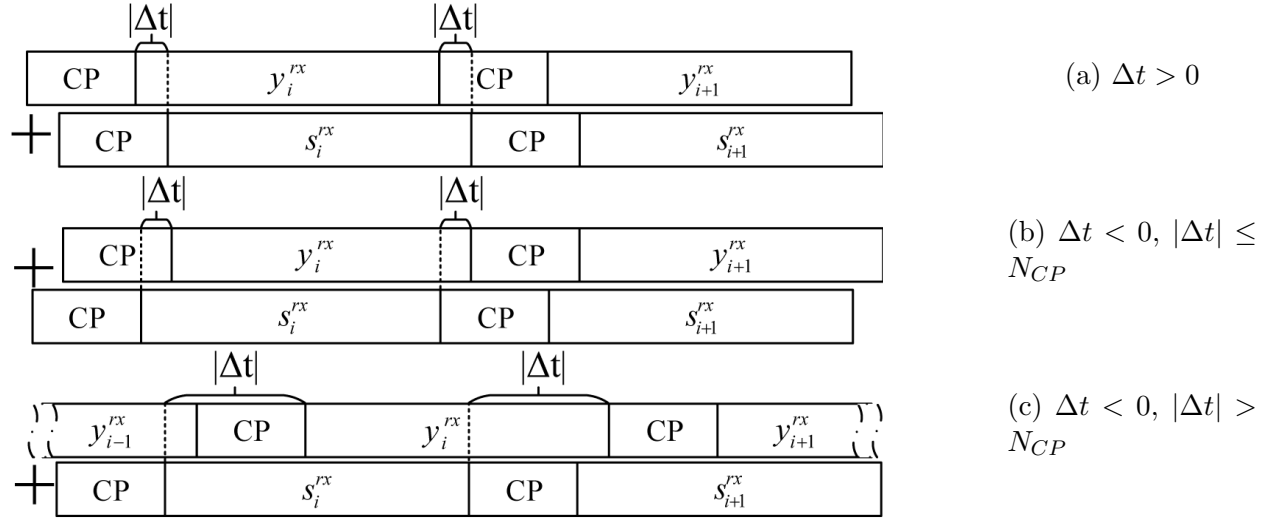 |Δt| |Δt|
CP y_i^{rx} CP y_{i+1}^{rx} (a) Δt > 0
+ CP s_i^{rx} CP s_{i+1}^{rx}
|Δt| |Δt|
+ CP y_i^{rx} CP y_{i+1}^{rx} (b) Δt < 0, |Δt| ≤
CP s_i^{rx} CP s_{i+1}^{rx} N_{CP}
|Δt| |Δt|
y_{i-1}^{rx} CP y_i^{rx} CP y_{i+1}^{rx} (c) Δt < 0, |Δt| >
+ CP s_i^{rx} CP s_{i+1}^{rx} N_{CP}